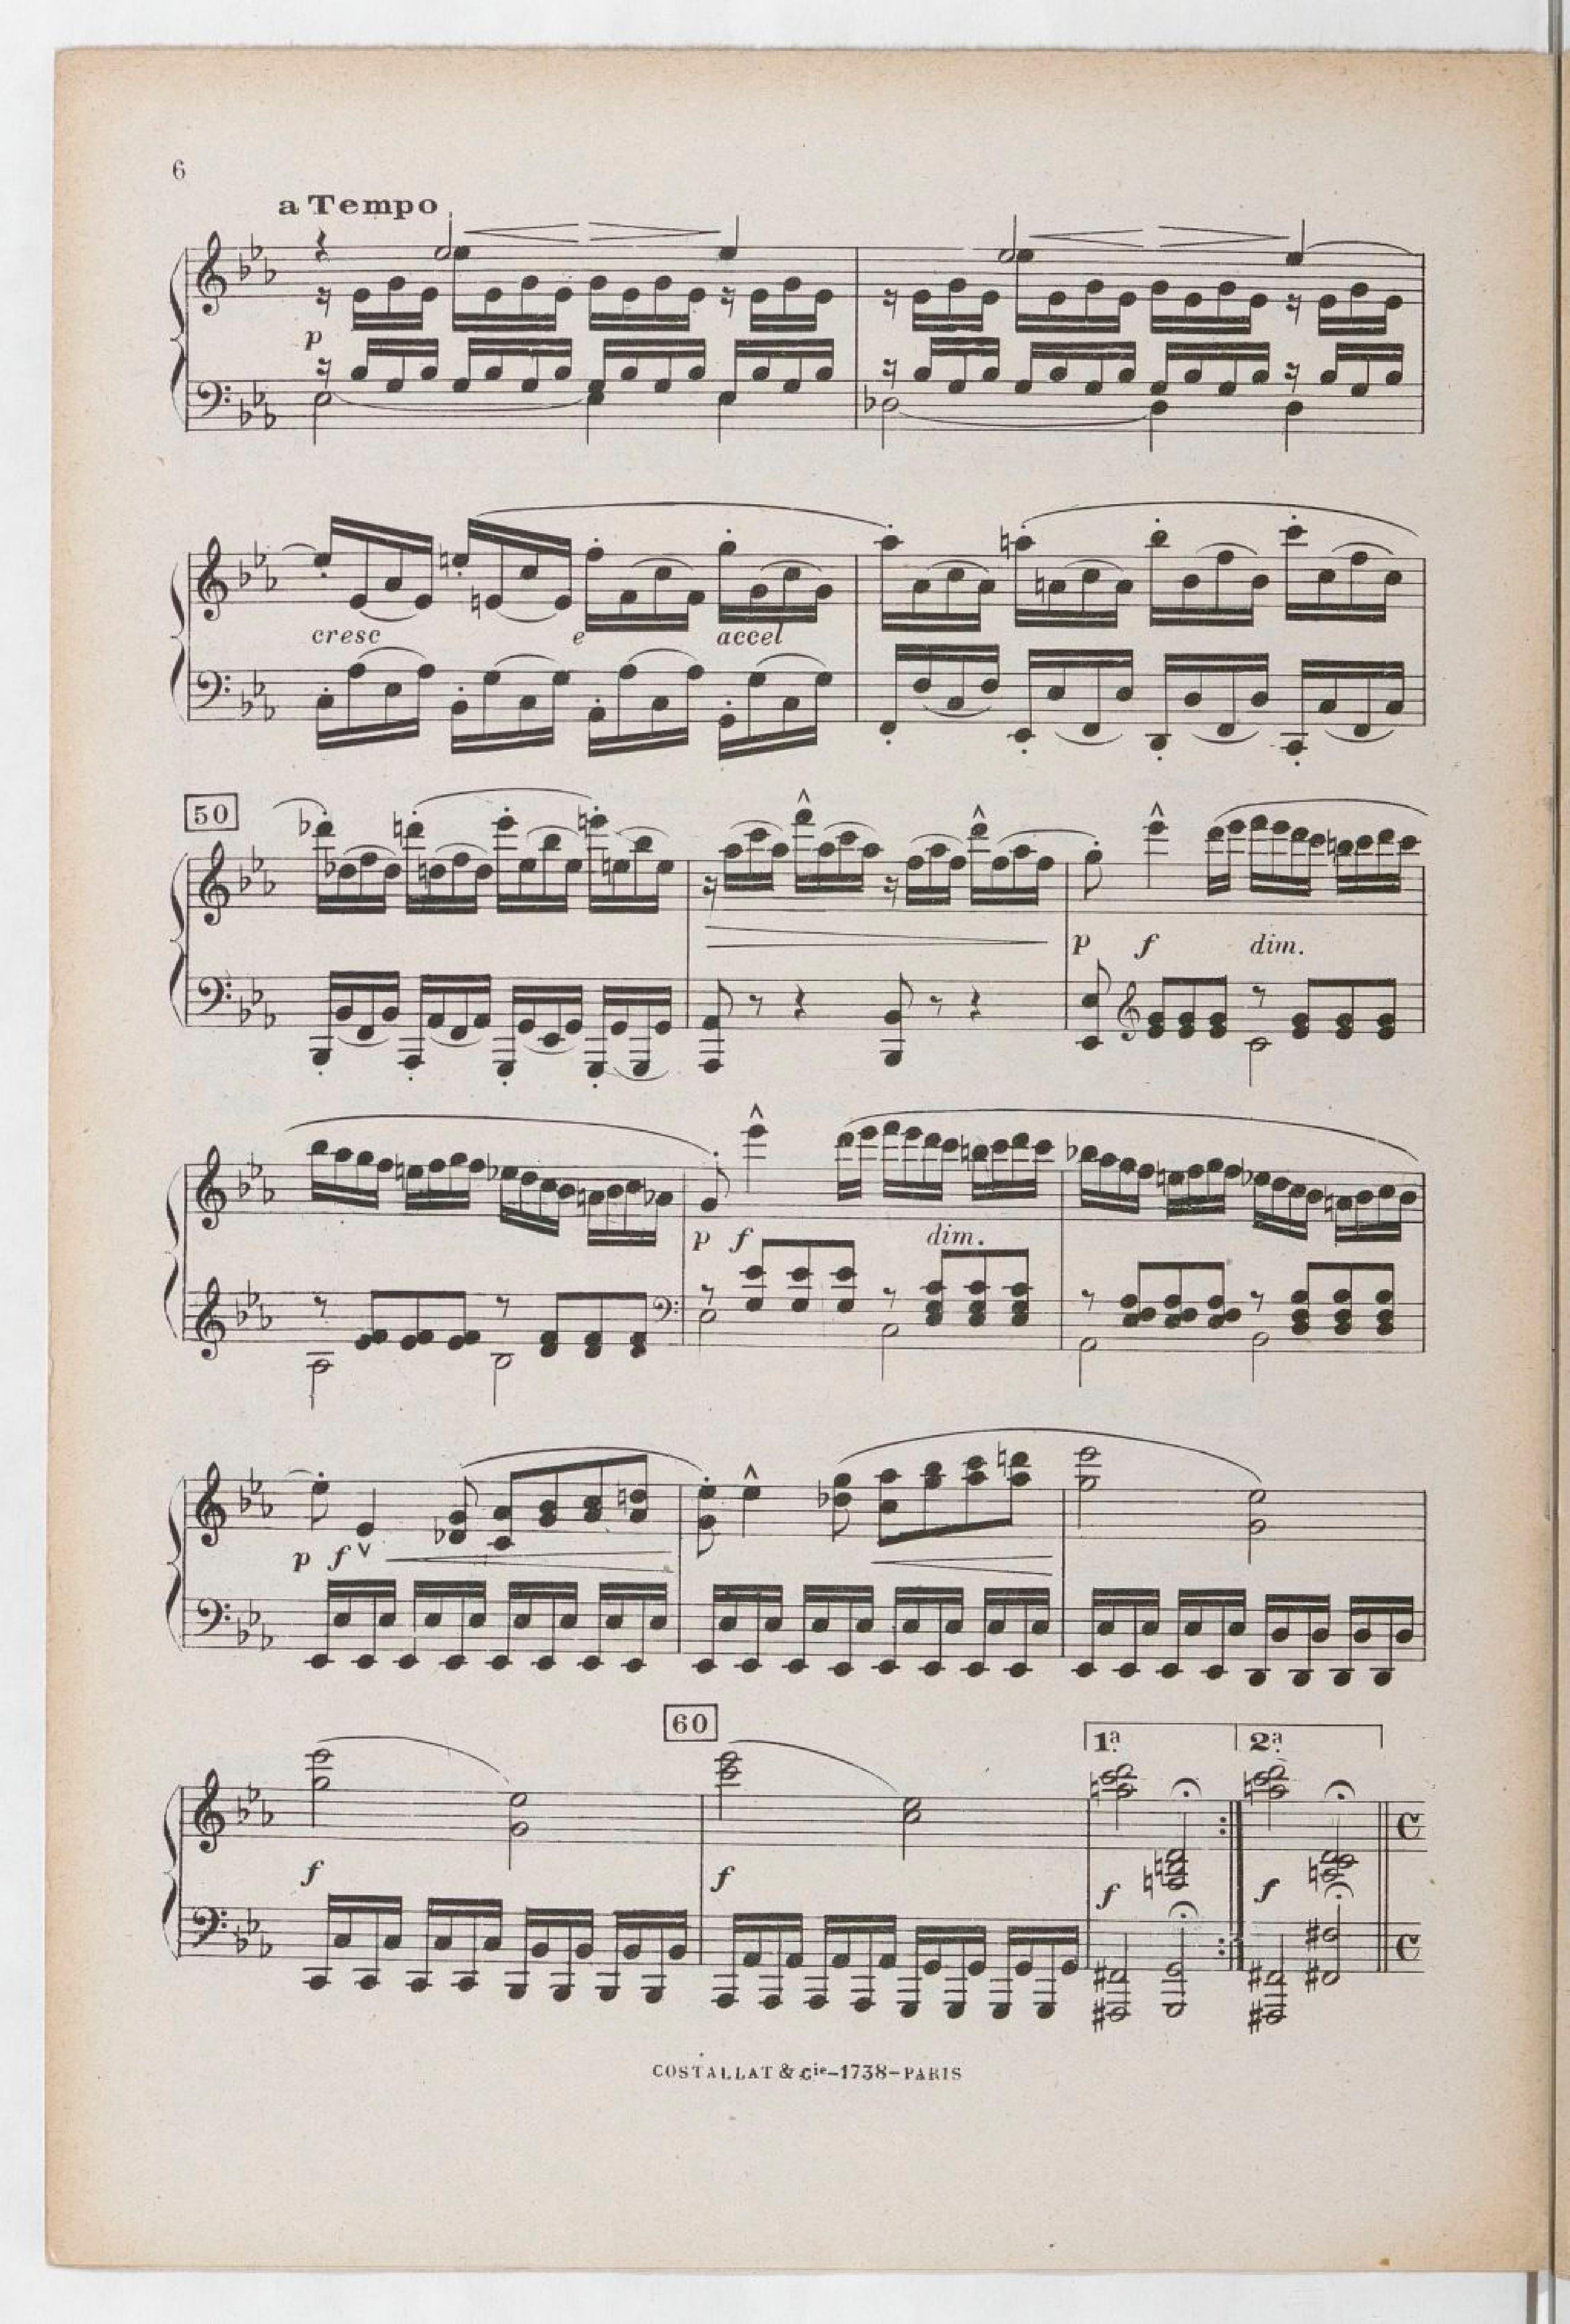 6
a Tempo
p
cresc e accel
50
p f dim.
p f dim.
p f
60
1ª. 2ª.
f f f f
COSTALLAT & Cie-1738-PARIS